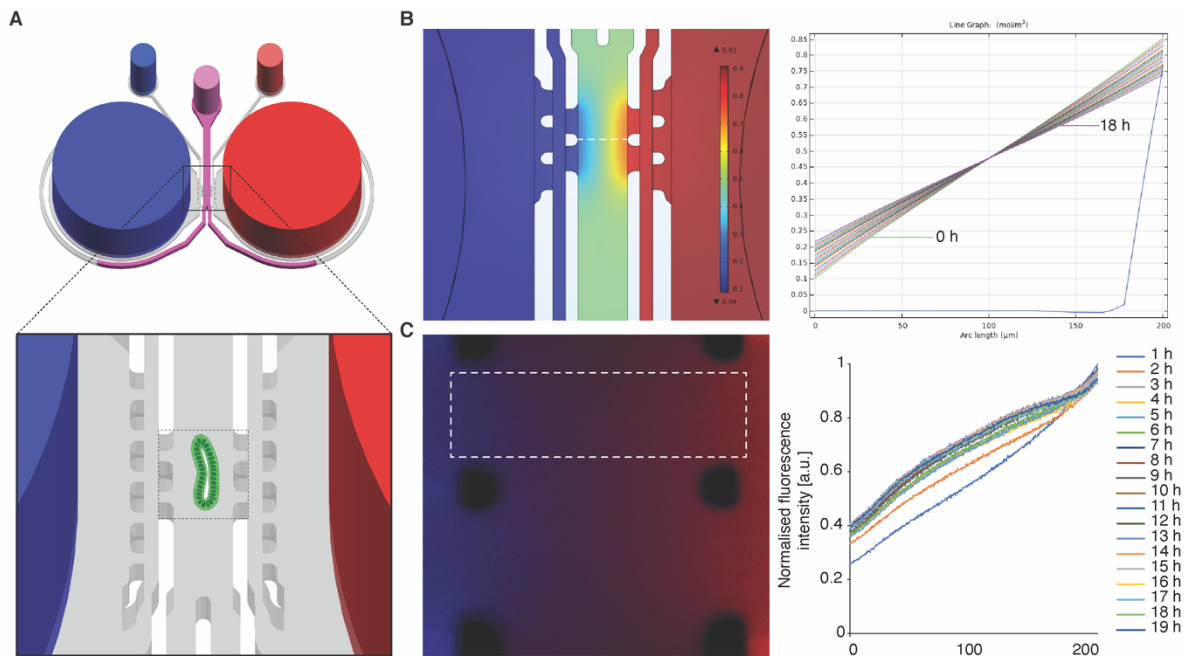 A
B
▲ 0.91
0.9
0.8
0.7
0.6
0.5
0.4
0.3
0.2
0.1
▼ 0.09
Line Graph: (mol/m³)
0.85
0.8
0.75
0.7
0.65
0.6
0.55
0.5
0.45
0.4
0.35
0.3
0.25
0.2
0.15
0.1
0.05
0
18 h
0 h
0
50
100
150
200
Arc length (μm)
C
Normalised fluorescence
intensity [a.u.]
1
0.8
0.6
0.4
0.2
0
0
100
200
1 h
2 h
3 h
4 h
5 h
6 h
7 h
8 h
9 h
10 h
11 h
12 h
13 h
14 h
15 h
16 h
17 h
18 h
19 h